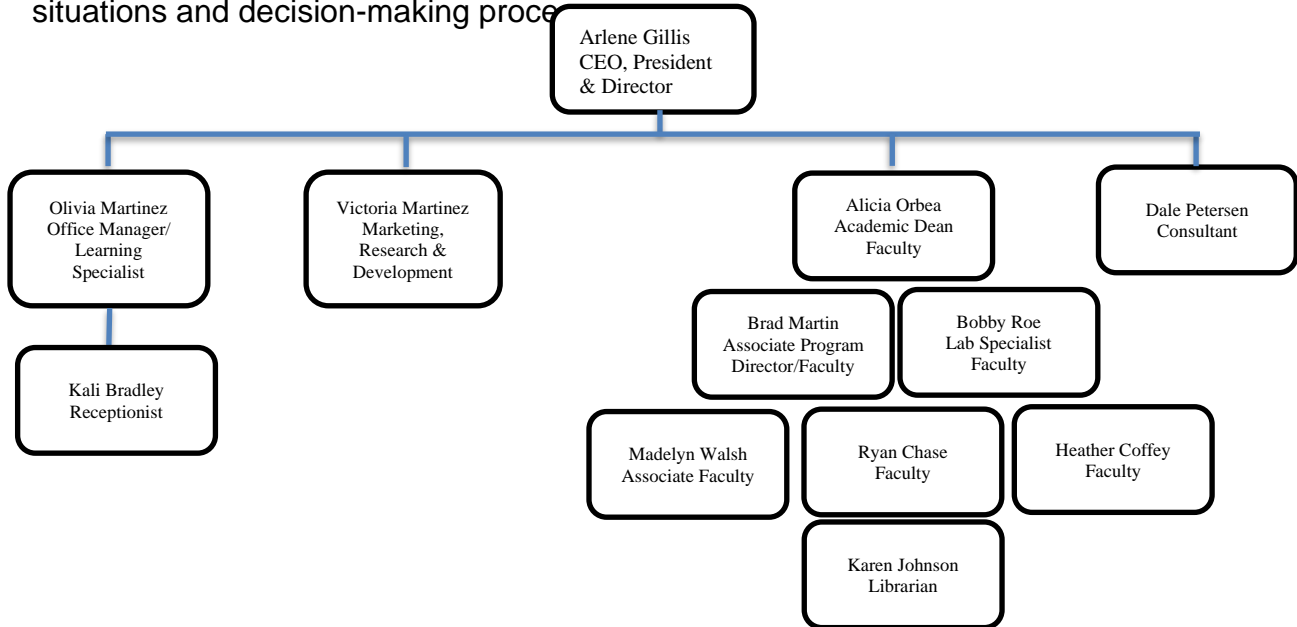 situations and decision-making proce
Arlene Gillis
CEO, President
& Director
Olivia Martinez
Office Manager/
Learning
Specialist
Victoria Martinez
Marketing,
Research &
Development
Alicia Orbea
Academic Dean
Faculty
Dale Petersen
Consultant
Brad Martin
Associate Program
Director/Faculty
Bobby Roe
Lab Specialist
Faculty
Kali Bradley
Receptionist
Madelyn Walsh
Associate Faculty
Ryan Chase
Faculty
Heather Coffey
Faculty
Karen Johnson
Librarian